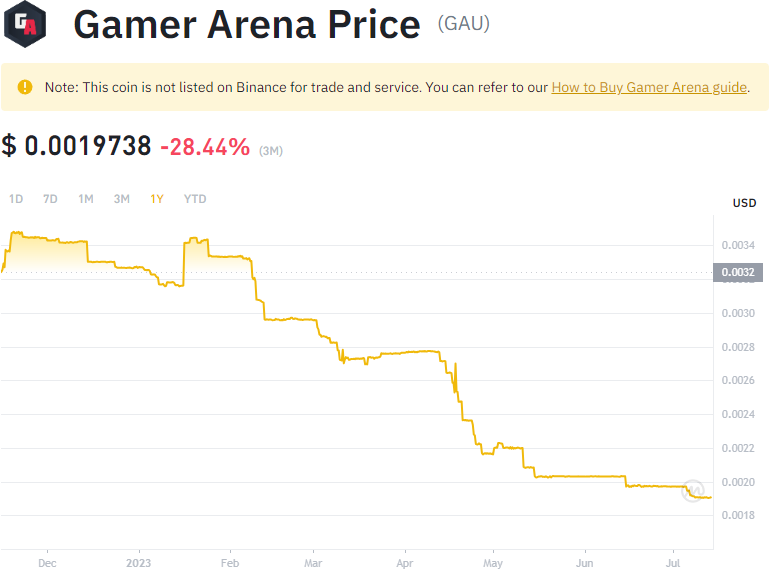 GA
Gamer Arena Price (GAU)
Note: This coin is not listed on Binance for trade and service. You can refer to our How to Buy Gamer Arena guide.
$ 0.0019738 -28.44% (3M)
1D 7D 1M 3M 1Y YTD
USD
0.0034
0.0032
0.0030
0.0028
0.0026
0.0024
0.0022
0.0020
0.0018
Dec 2023 Feb Mar Apr May Jun Jul